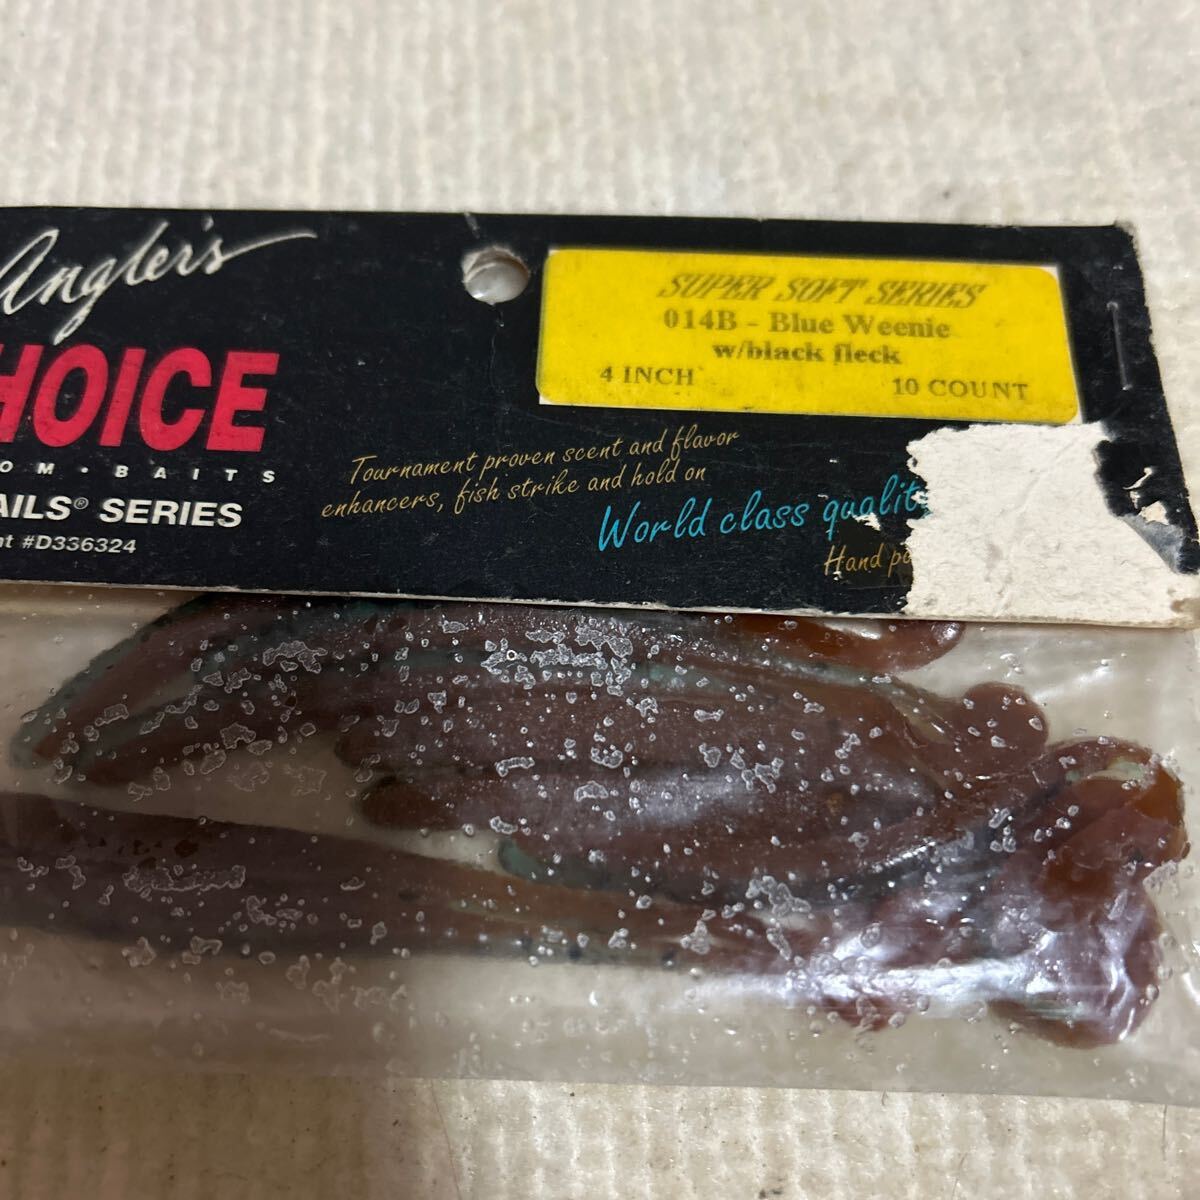 Angler's
HOICE
OM · BAITS
AILS® SERIES
nt #D336324
SUPER SOFT SERIES
014B - Blue Weenie
w/black fleck
4 INCH 10 COUNT
Tournament proven scent and flavor
enhancers, fish strike and hold on
World class qualit
Hand po